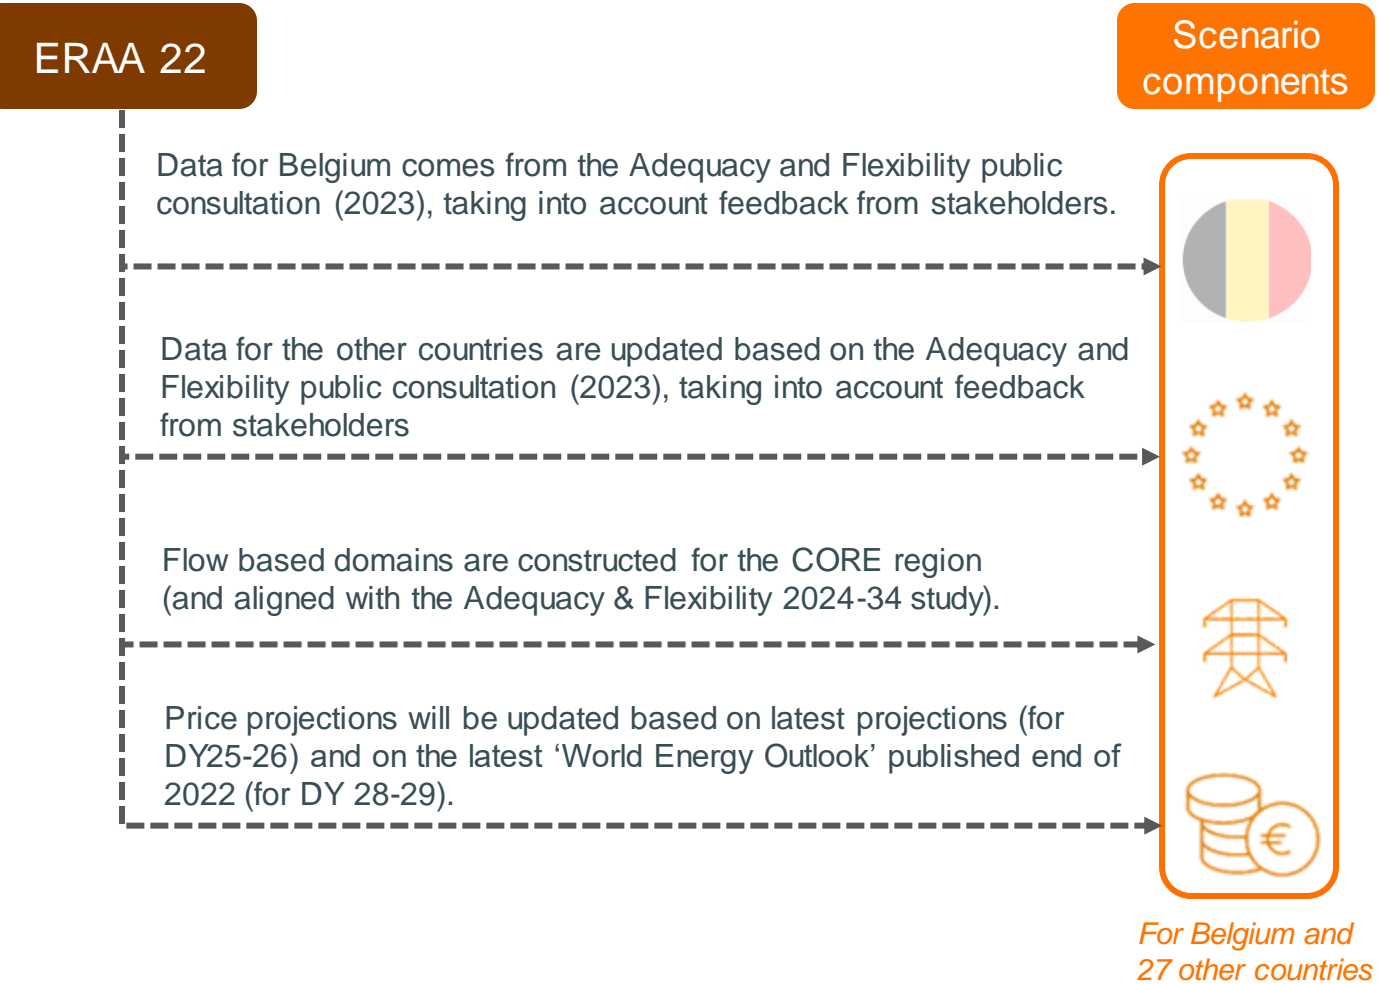 ERAA 22
Scenario
components
Data for Belgium comes from the Adequacy and Flexibility public
consultation (2023), taking into account feedback from stakeholders.
Data for the other countries are updated based on the Adequacy and
Flexibility public consultation (2023), taking into account feedback
from stakeholders
Flow based domains are constructed for the CORE region
(and aligned with the Adequacy & Flexibility 2024-34 study).
Price projections will be updated based on latest projections (for
DY25-26) and on the latest ‘World Energy Outlook’ published end of
2022 (for DY 28-29).
€
For Belgium and
27 other countries